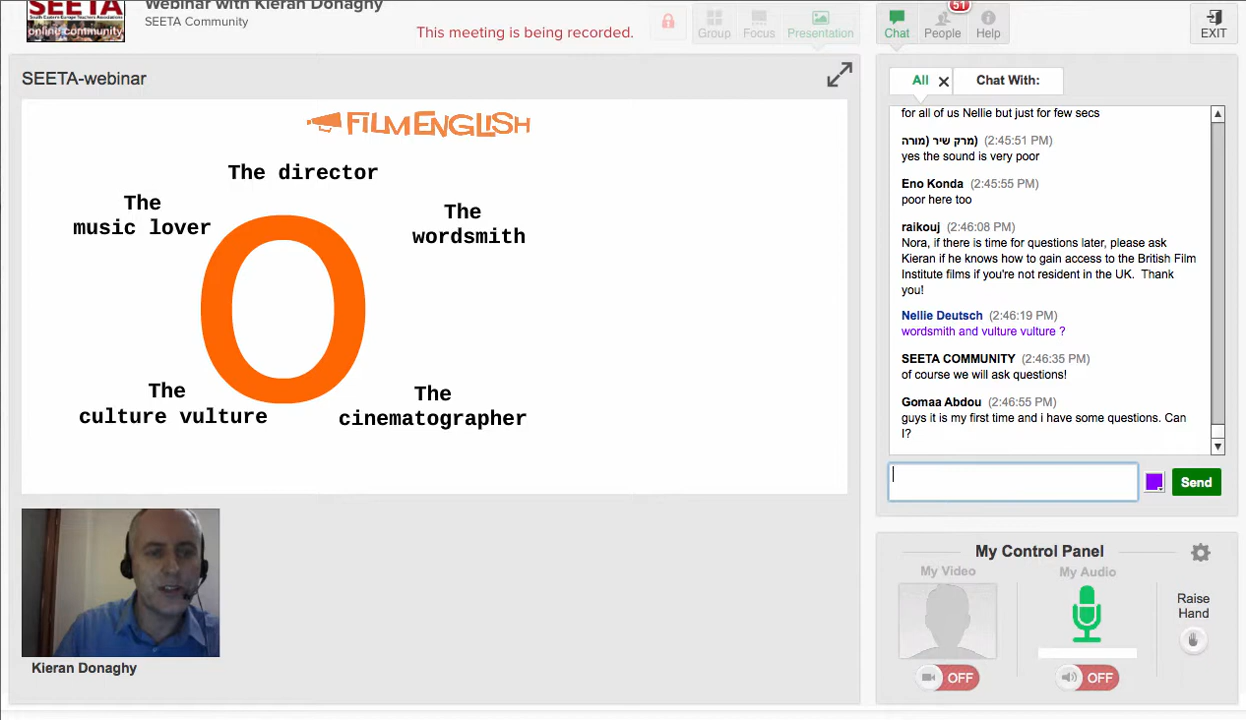 SEETA
South Eastern Europe Teachers Associations
online community
Webinar with Kieran Donaghy
SEETA Community
This meeting is being recorded.
Group
Focus
Presentation
Chat
51
People
Help
EXIT
SEETA-webinar
FILMENGLISH
The director
The
music lover
The
wordsmith
O
The
culture vulture
The
cinematographer
Kieran Donaghy
All
Chat With:
for all of us Nellie but just for few secs
מרק שיר (מורה) (2:45:51 PM)
yes the sound is very poor
Eno Konda (2:45:55 PM)
poor here too
raikouj (2:46:08 PM)
Nora, if there is time for questions later, please ask
Kieran if he knows how to gain access to the British Film
Institute films if you're not resident in the UK. Thank
you!
Nellie Deutsch (2:46:19 PM)
wordsmith and vulture vulture ?
SEETA COMMUNITY (2:46:35 PM)
of course we will ask questions!
Gomaa Abdou (2:46:55 PM)
guys it is my first time and i have some questions. Can
I?
Send
My Control Panel
My Video
My Audio
Raise
Hand
OFF
OFF